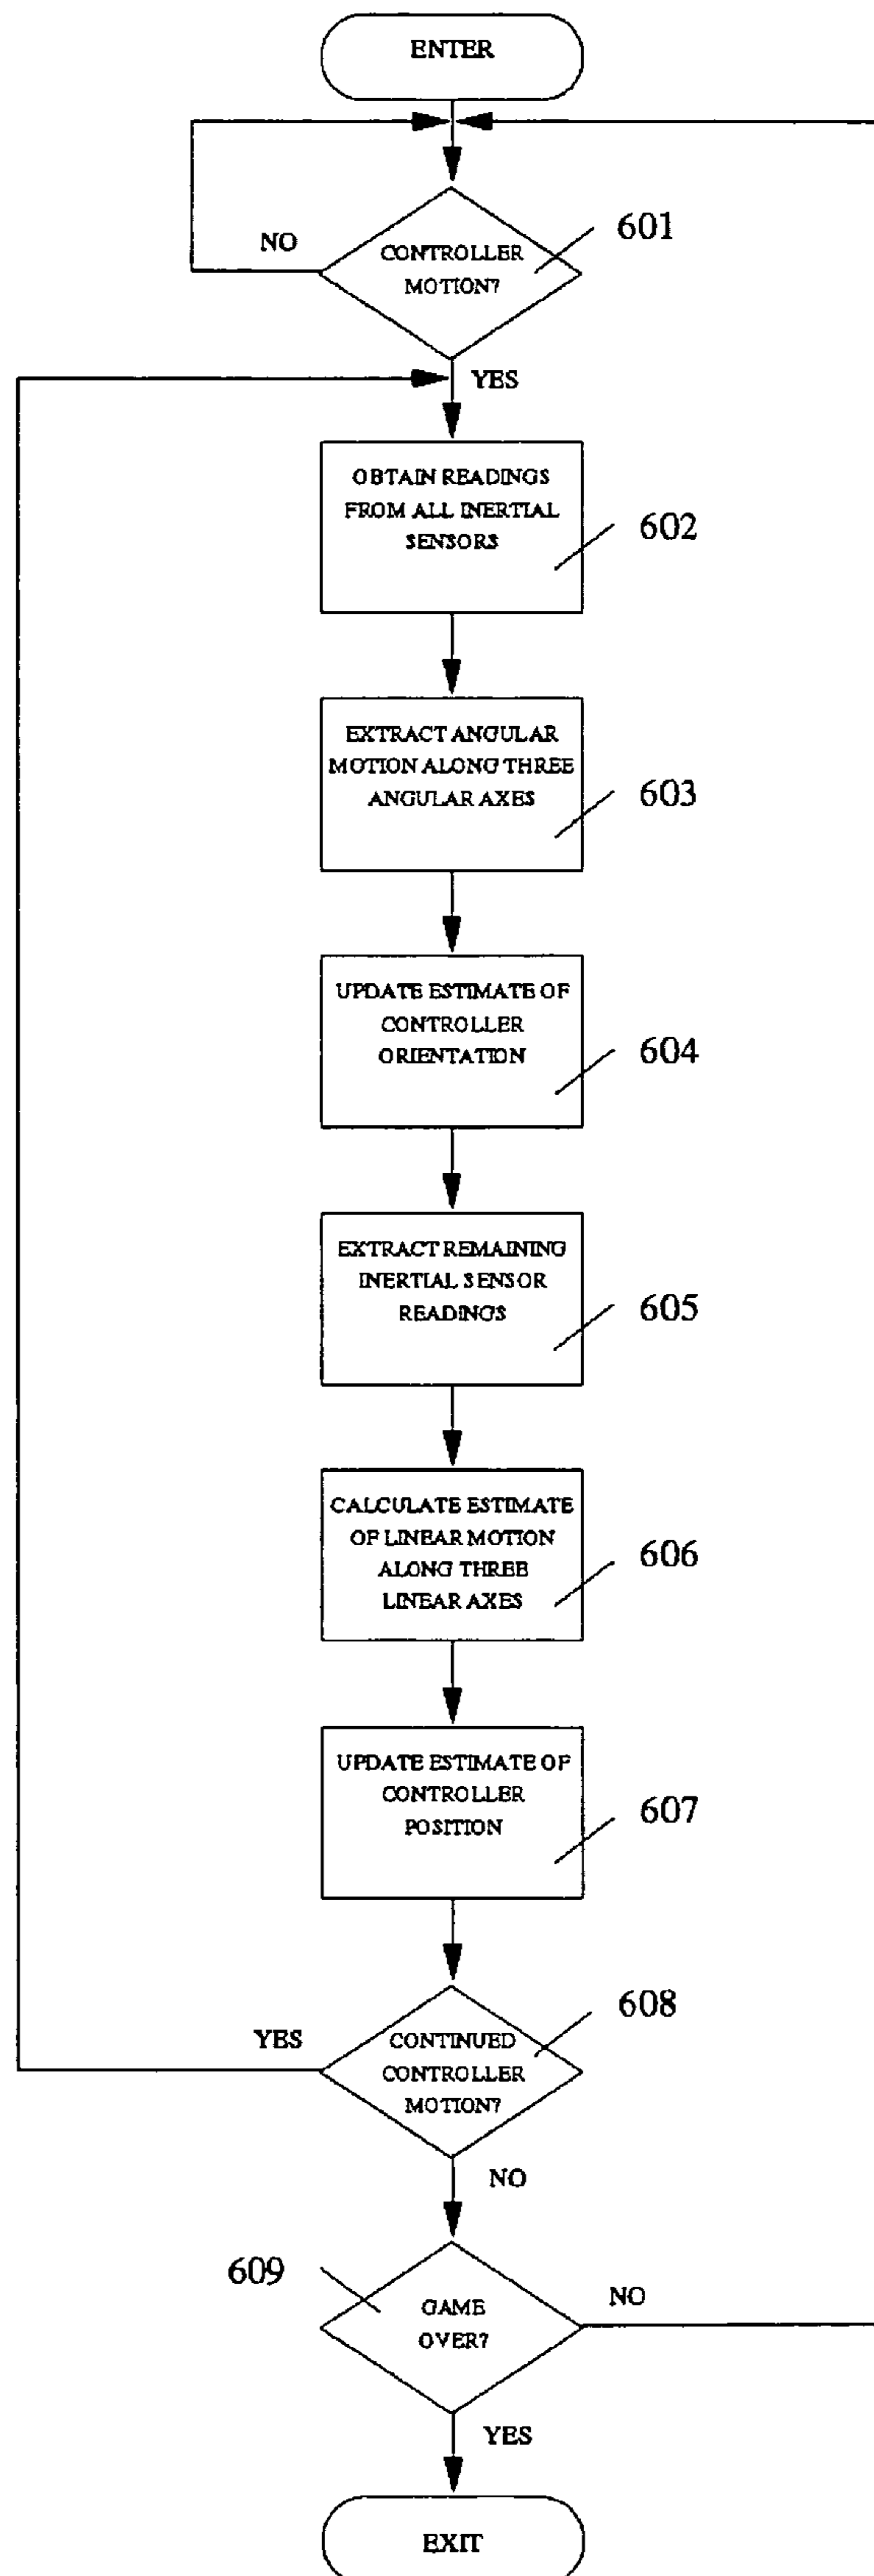 ENTER
NO
CONTROLLER
MOTION?
601
YES
OBTAIN READINGS
FROM ALL INERTIAL
SENSORS
602
EXTRACT ANGULAR
MOTION ALONG THREE
ANGULAR AXES
603
UPDATE ESTIMATE OF
CONTROLLER
ORIENTATION
604
EXTRACT REMAINING
INERTIAL SENSOR
READINGS
605
CALCULATE ESTIMATE
OF LINEAR MOTION
ALONG THREE
LINEAR AXES
606
UPDATE ESTIMATE OF
CONTROLLER
POSITION
607
608
YES
CONTINUED
CONTROLLER
MOTION?
NO
609
GAME
OVER?
NO
YES
EXIT